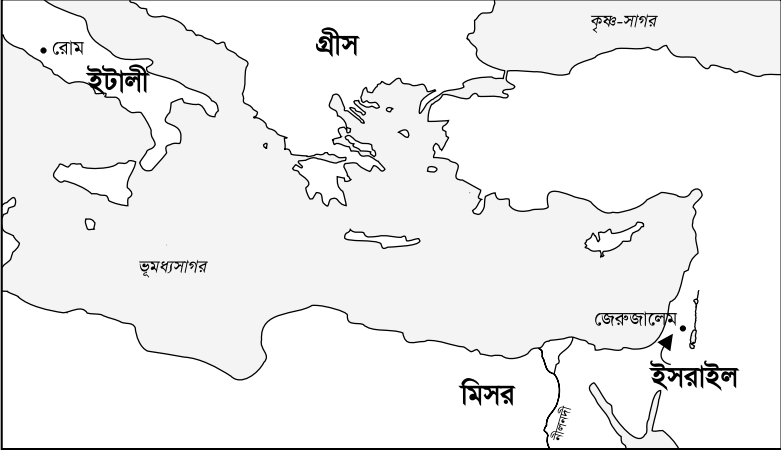 কৃষ্ণ-সাগর
গ্রীস
রোম
ইটালী
ভূমধ্যসাগর
জেরুজালেম
ইসরাইল
মিসর
নীলনদী